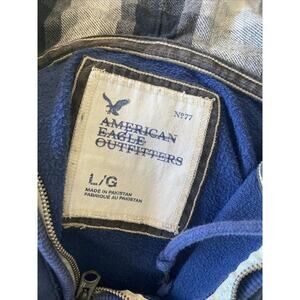 Nº77
AMERICAN
EAGLE
OUTFITTERS
L/G
MADE IN PAKISTAN
FABRIQUÉ AU PAKISTAN